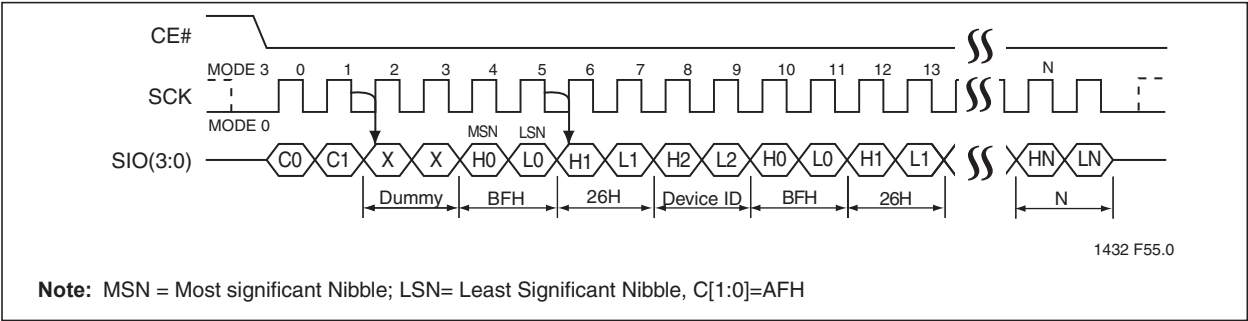 CE#
MODE 3 0 1 2 3 4 5 6 7 8 9 10 11 12 13 N
SCK
MODE 0
MSN LSN
SIO(3:0) C0 C1 X X H0 L0 H1 L1 H2 L2 H0 L0 H1 L1 HN LN
Dummy BFH 26H Device ID BFH 26H N
1432 F55.0
Note: MSN = Most significant Nibble; LSN= Least Significant Nibble, C[1:0]=AFH